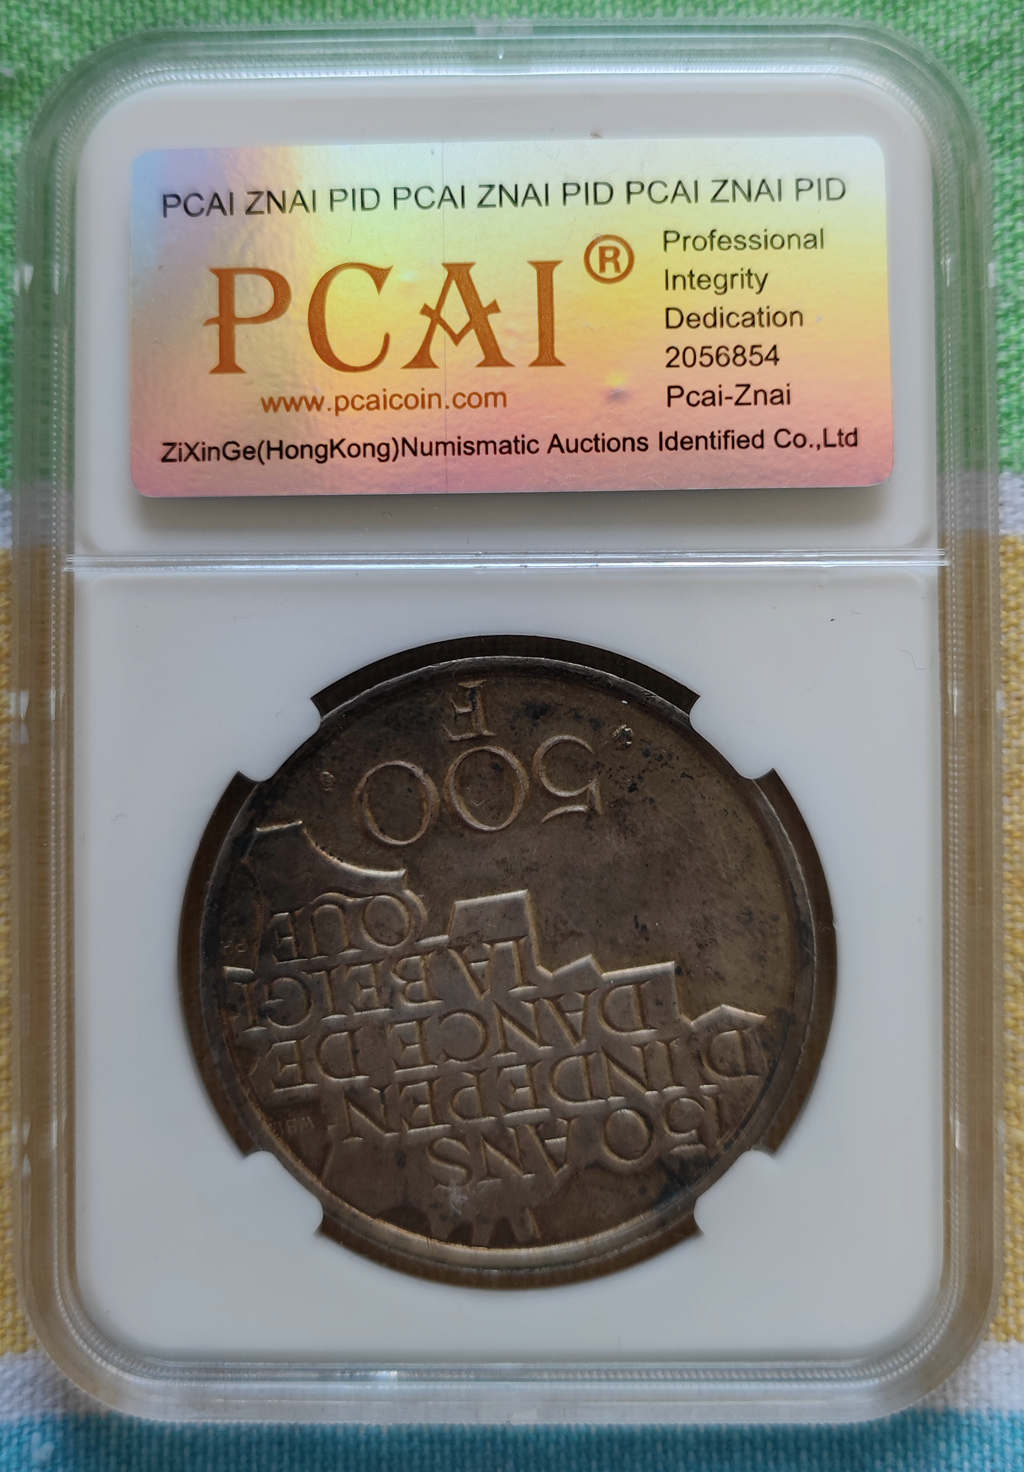 PCAI ZNAI PID PCAI ZNAI PID PCAI ZNAI PID
PCAI®
www.pcaicoin.com
Professional
Integrity
Dedication
2056854
Pcai-Znai
ZiXinGe(HongKong)Numismatic Auctions Identified Co.,Ltd
150 ANS
D'INDEPEN
DANCE DE
LA BELGI
QUE
500
F